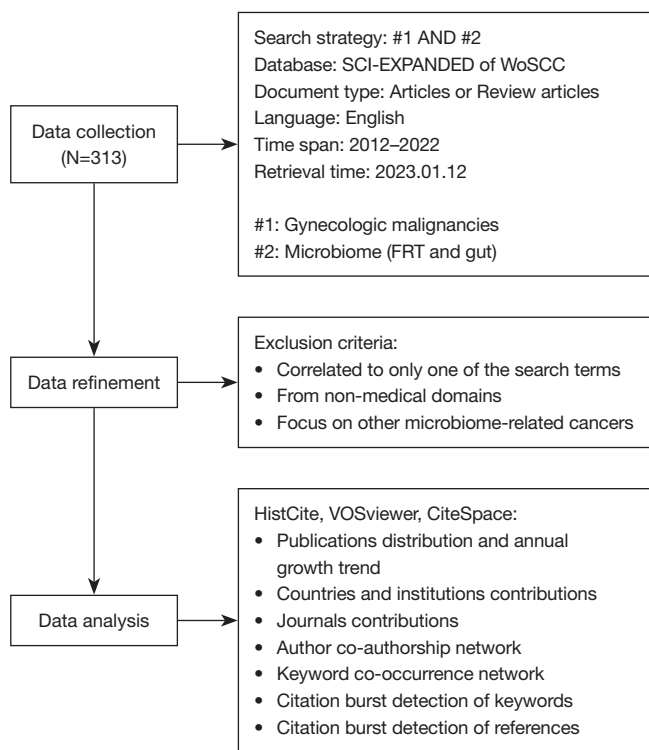 Search strategy: #1 AND #2
Database: SCI-EXPANDED of WoSCC
Document type: Articles or Review articles
Language: English
Time span: 2012–2022
Retrieval time: 2023.01.12
#1: Gynecologic malignancies
#2: Microbiome (FRT and gut)
Data collection
(N=313)
Exclusion criteria:
• Correlated to only one of the search terms
• From non-medical domains
• Focus on other microbiome-related cancers
Data refinement
HistCite, VOSviewer, CiteSpace:
• Publications distribution and annual
growth trend
• Countries and institutions contributions
• Journals contributions
• Author co-authorship network
• Keyword co-occurrence network
• Citation burst detection of keywords
• Citation burst detection of references
Data analysis